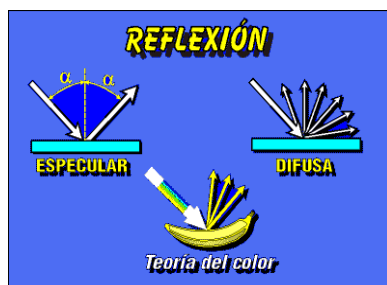 REFLEXIÓN
α α
ESPECULAR
DIFUSA
Teoría del color